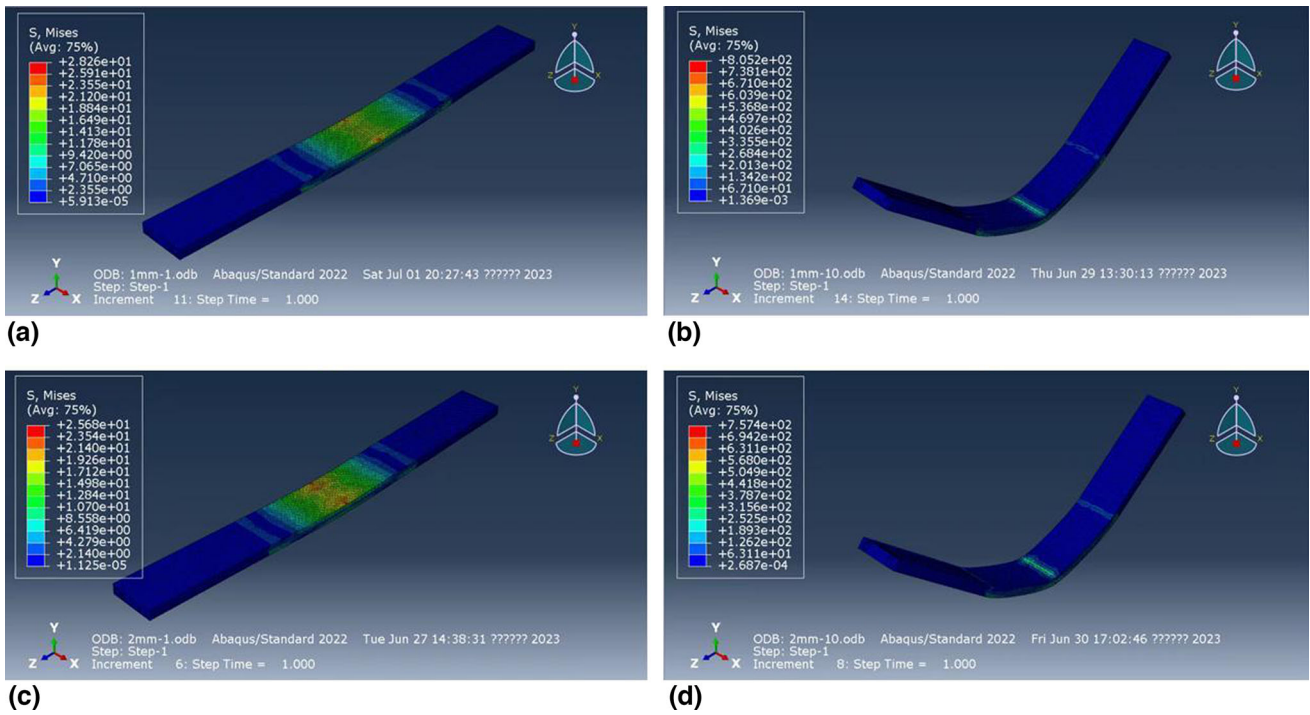 S, Mises
(Avg: 75%)
+2.826e+01
+2.591e+01
+2.355e+01
+2.120e+01
+1.884e+01
+1.649e+01
+1.413e+01
+1.178e+01
+9.420e+00
+7.065e+00
+4.710e+00
+2.355e+00
+5.913e-05
Y
Z
X
Y
Z
X
ODB: 1mm-1.odb Abaqus/Standard 2022 Sat Jul 01 20:27:43 ?????? 2023
Step: Step-1
Increment 11: Step Time = 1.000
(a)
S, Mises
(Avg: 75%)
+8.052e+02
+7.381e+02
+6.710e+02
+6.039e+02
+5.368e+02
+4.697e+02
+4.026e+02
+3.355e+02
+2.684e+02
+2.013e+02
+1.342e+02
+6.710e+01
+1.369e-03
Y
Z
X
Y
Z
X
ODB: 1mm-10.odb Abaqus/Standard 2022 Thu Jun 29 13:30:13 ?????? 2023
Step: Step-1
Increment 14: Step Time = 1.000
(b)
S, Mises
(Avg: 75%)
+2.568e+01
+2.354e+01
+2.140e+01
+1.926e+01
+1.712e+01
+1.498e+01
+1.284e+01
+1.070e+01
+8.558e+00
+6.419e+00
+4.279e+00
+2.140e+00
+1.125e-05
Y
Z
X
Y
Z
X
ODB: 2mm-1.odb Abaqus/Standard 2022 Tue Jun 27 14:38:31 ?????? 2023
Step: Step-1
Increment 6: Step Time = 1.000
(c)
S, Mises
(Avg: 75%)
+7.574e+02
+6.942e+02
+6.311e+02
+5.680e+02
+5.049e+02
+4.418e+02
+3.787e+02
+3.156e+02
+2.525e+02
+1.893e+02
+1.262e+02
+6.311e+01
+2.687e-04
Y
Z
X
Y
Z
X
ODB: 2mm-10.odb Abaqus/Standard 2022 Fri Jun 30 17:02:46 ?????? 2023
Step: Step-1
Increment 8: Step Time = 1.000
(d)